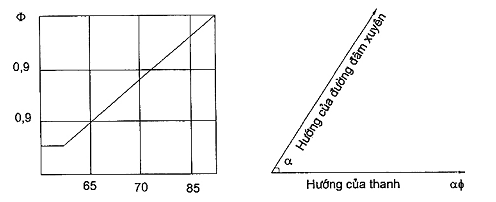 Φ
0,9
0,9
65 70 85
Hướng của đường đâm xuyên
α
Hướng của thanh αϕ